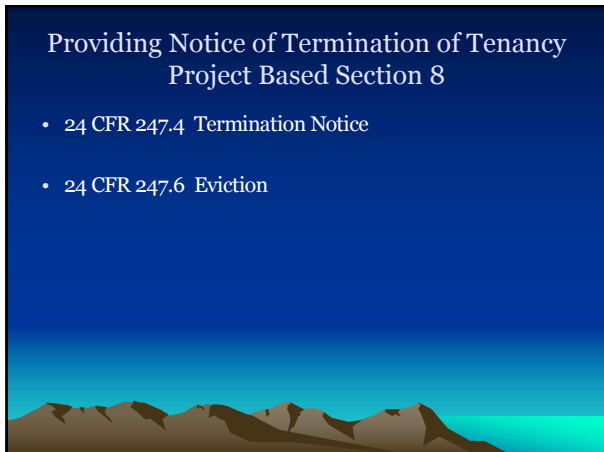 Providing Notice of Termination of Tenancy
Project Based Section 8
• 24 CFR 247.4 Termination Notice
• 24 CFR 247.6 Eviction